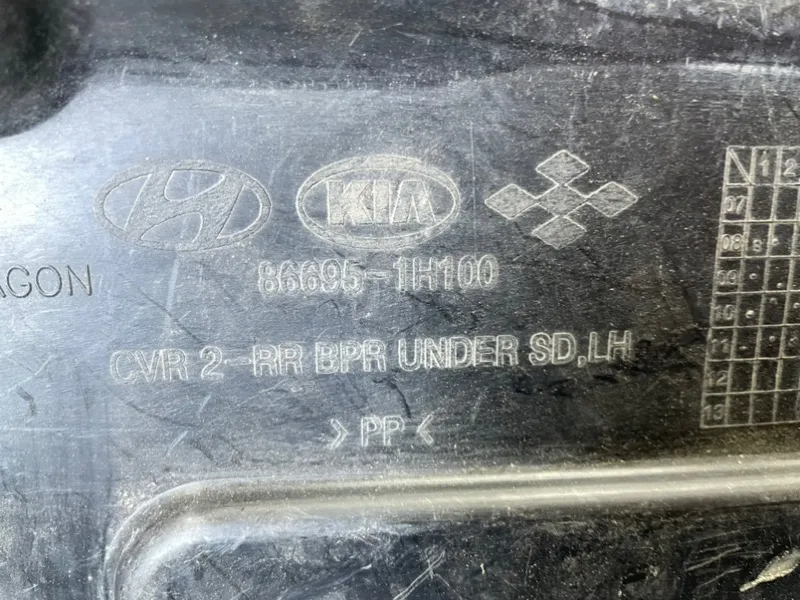 KIA
86695-1H100
AGON
CVR 2-RR BPR UNDER SD,LH
>PP<
1 2
07
08
09
10
11
12
13